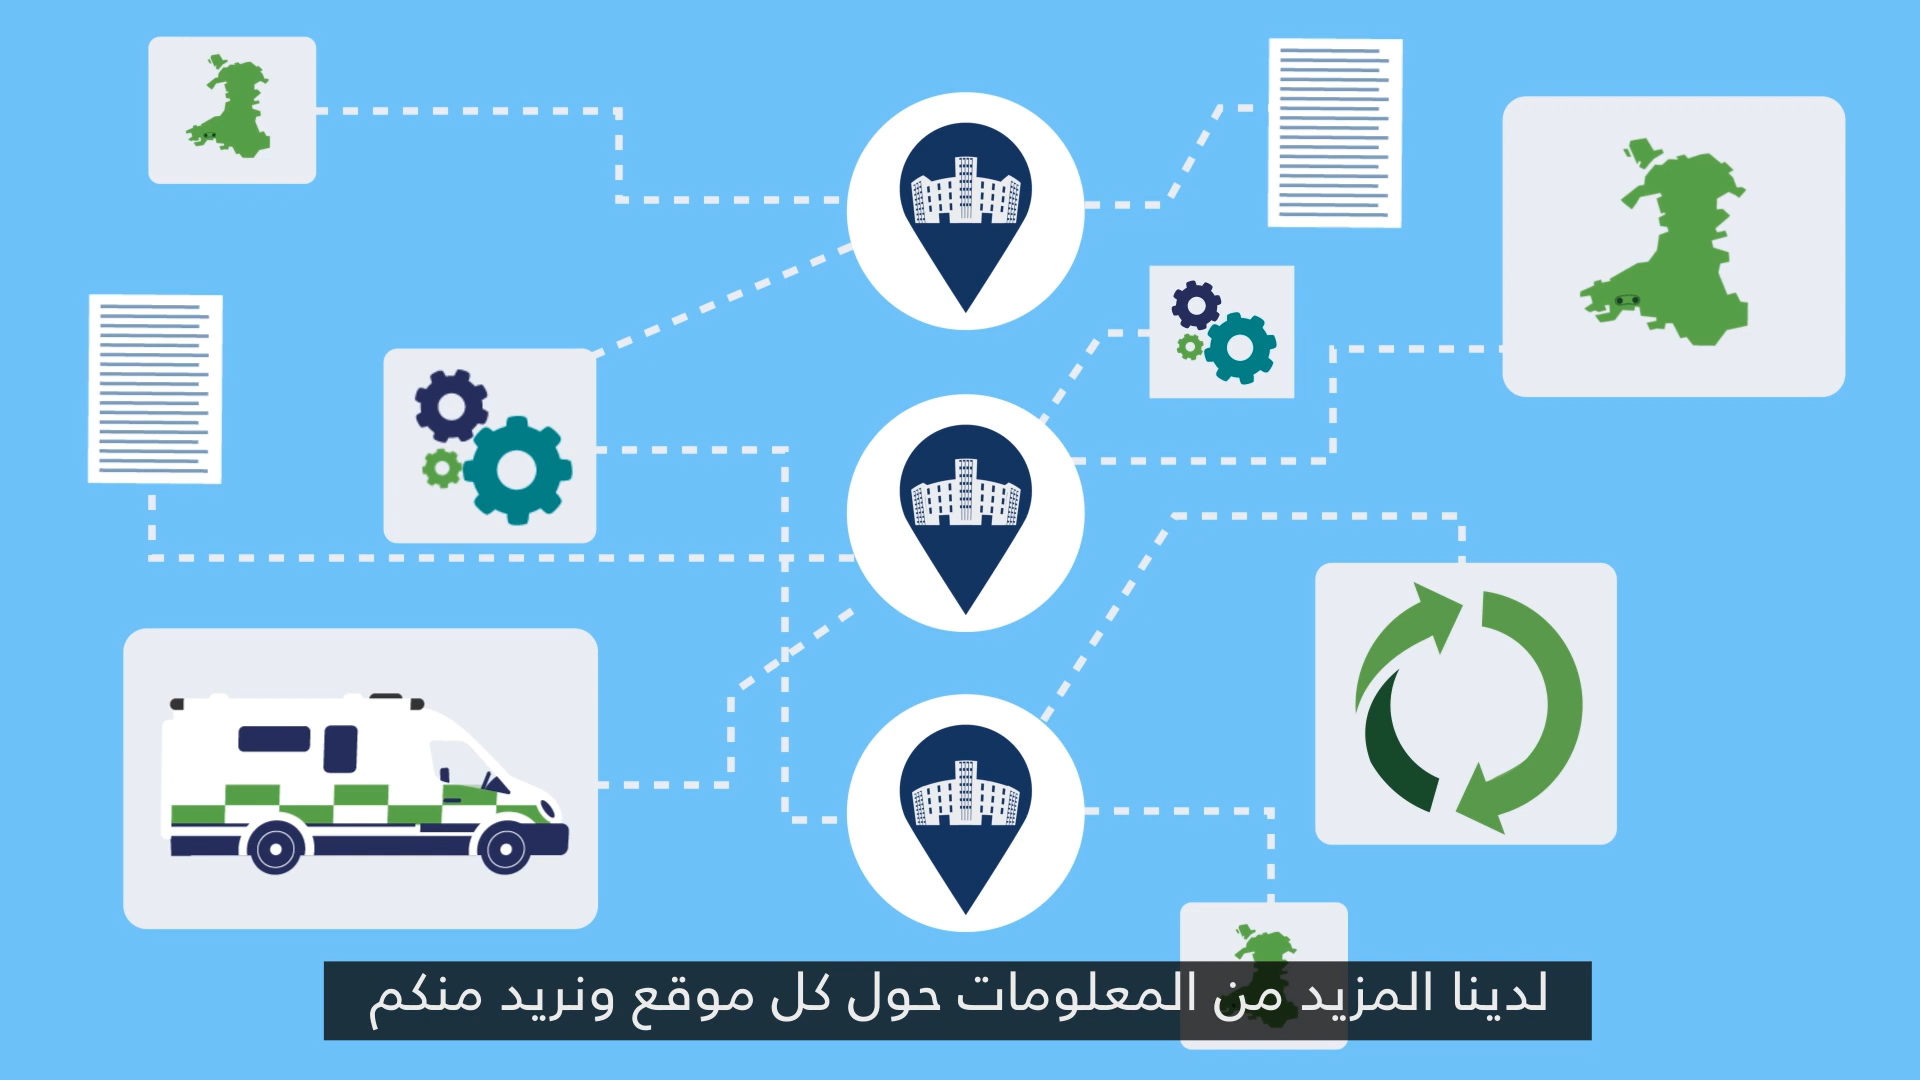 لدينا المزيد من المعلومات حول كل موقع ونريد منكم